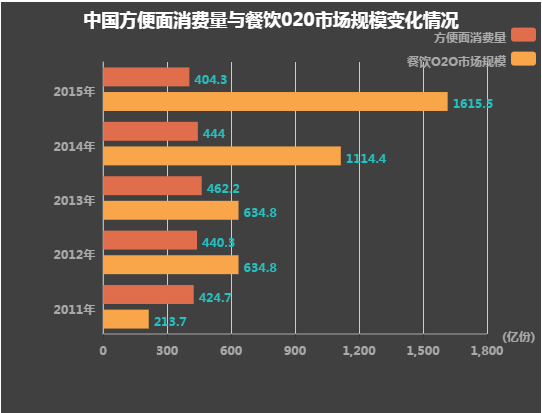 中国方便面消费量与餐饮O2O市场规模变化情况
方便面消费量
餐饮O2O市场规模
2015年
404.3
1615.5
2014年
444
1114.4
2013年
462.2
634.8
2012年
440.3
634.8
2011年
424.7
213.7
(亿份)
0 300 600 900 1,200 1,500 1,800